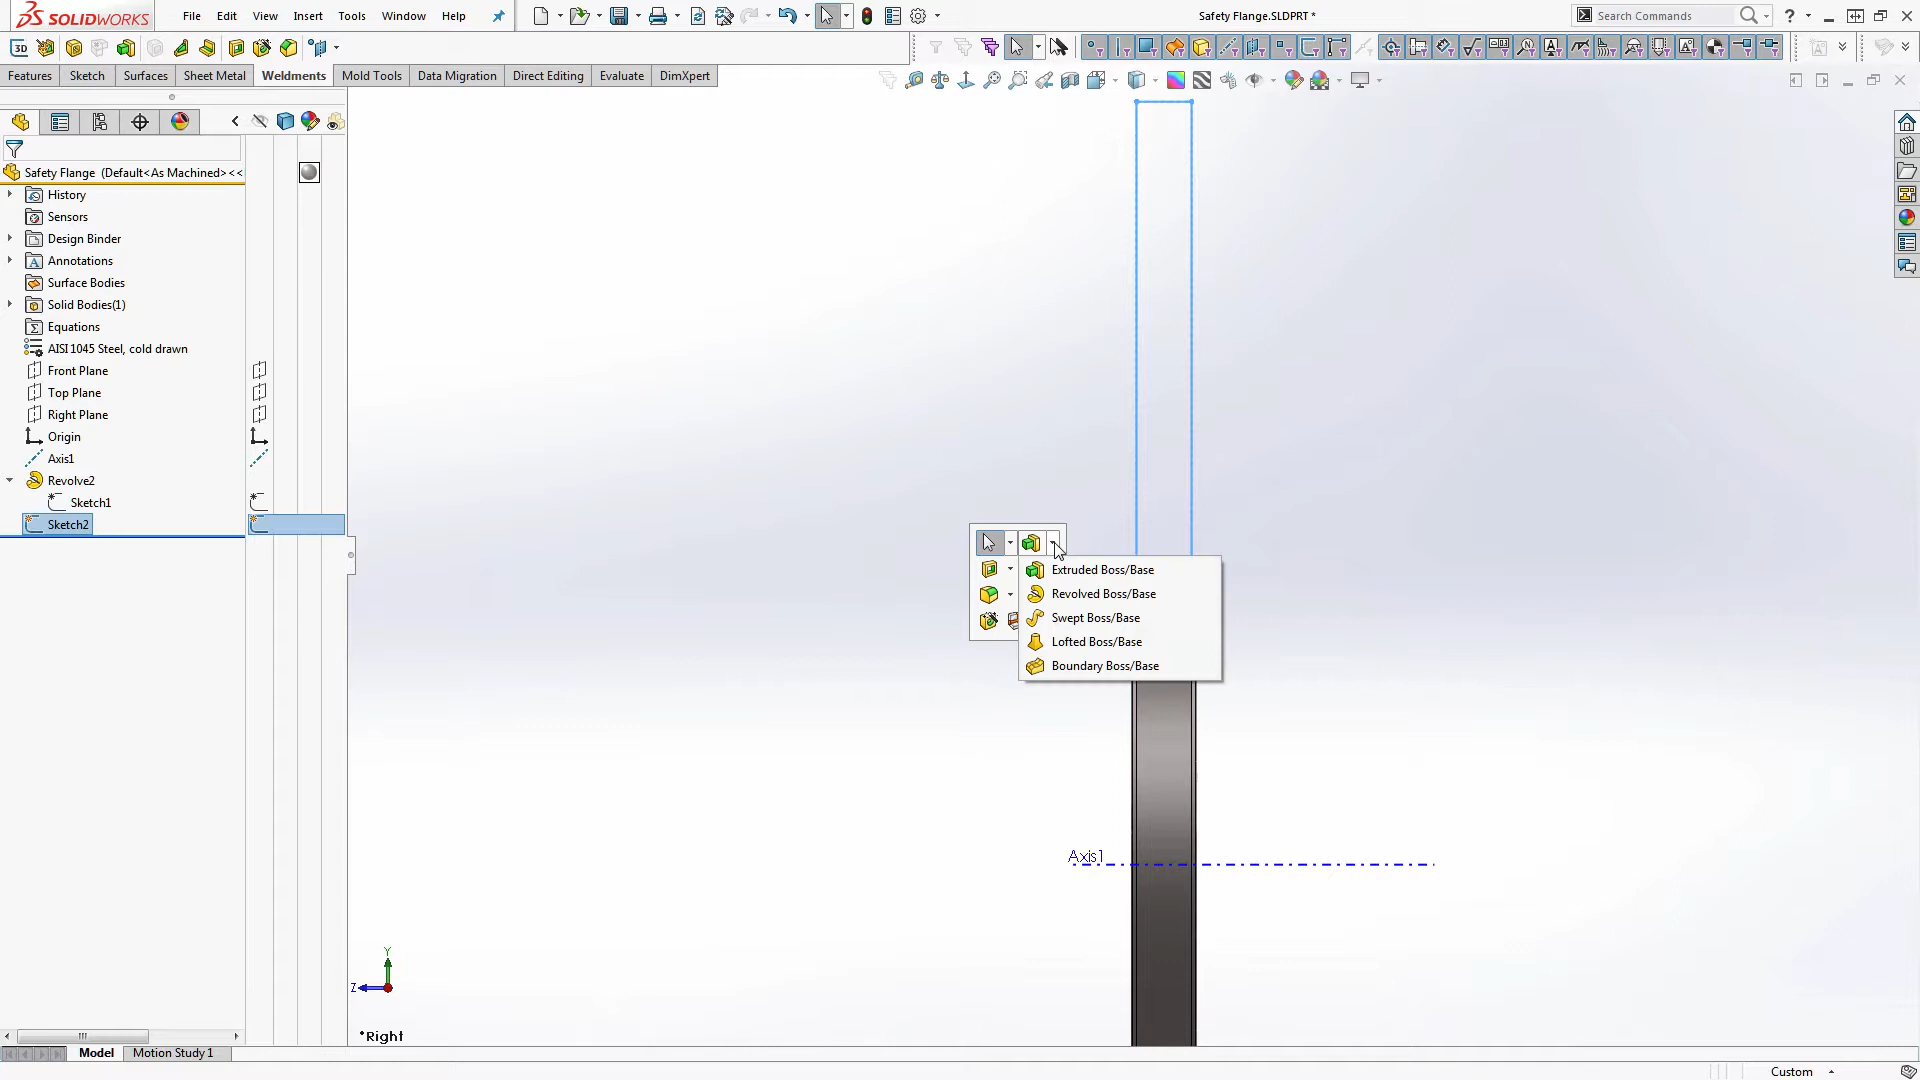 SOLIDWORKS File Edit View Insert Tools Window Help Safety Flange.SLDPRT * Search Commands
3D
Features Sketch Surfaces Sheet Metal Weldments Mold Tools Data Migration Direct Editing Evaluate DimXpert
Safety Flange (Default<As Machined><<
History
Sensors
Design Binder
Annotations
Surface Bodies
Solid Bodies(1)
Equations
AISI 1045 Steel, cold drawn
Front Plane
Top Plane
Right Plane
Origin
Axis1
Revolve2
Sketch1
Sketch2
Extruded Boss/Base
Revolved Boss/Base
Swept Boss/Base
Lofted Boss/Base
Boundary Boss/Base
Axis1
Y
Z
*Right
Model Motion Study 1
Custom